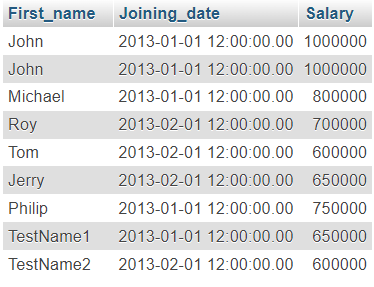 First_name Joining_date Salary
John 2013-01-01 12:00:00.00 1000000
John 2013-01-01 12:00:00.00 1000000
Michael 2013-01-01 12:00:00.00 800000
Roy 2013-02-01 12:00:00.00 700000
Tom 2013-02-01 12:00:00.00 600000
Jerry 2013-02-01 12:00:00.00 650000
Philip 2013-01-01 12:00:00.00 750000
TestName1 2013-01-01 12:00:00.00 650000
TestName2 2013-02-01 12:00:00.00 600000